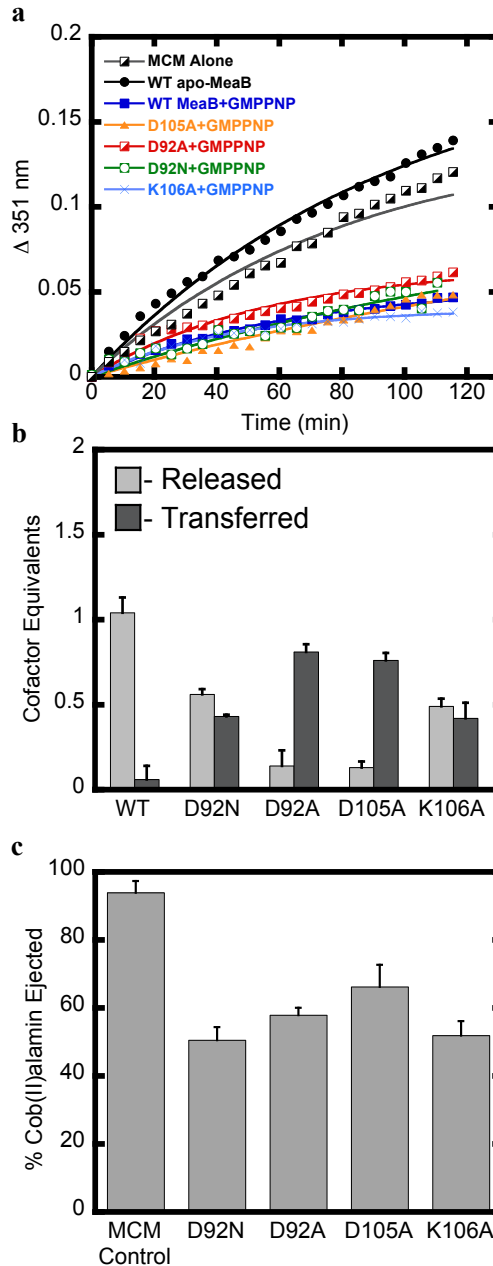 a
0.2
0.15
0.1
0.05
0
Δ 351 nm
MCM Alone
WT apo-MeaB
WT MeaB+GMPPNP
D105A+GMPPNP
D92A+GMPPNP
D92N+GMPPNP
K106A+GMPPNP
0 20 40 60 80 100 120
Time (min)
b
2
1.5
1
0.5
0
Cofactor Equivalents
- Released
- Transferred
WT D92N D92A D105A K106A
c
100
80
60
40
20
0
% Cob(II)alamin Ejected
MCM Control D92N D92A D105A K106A